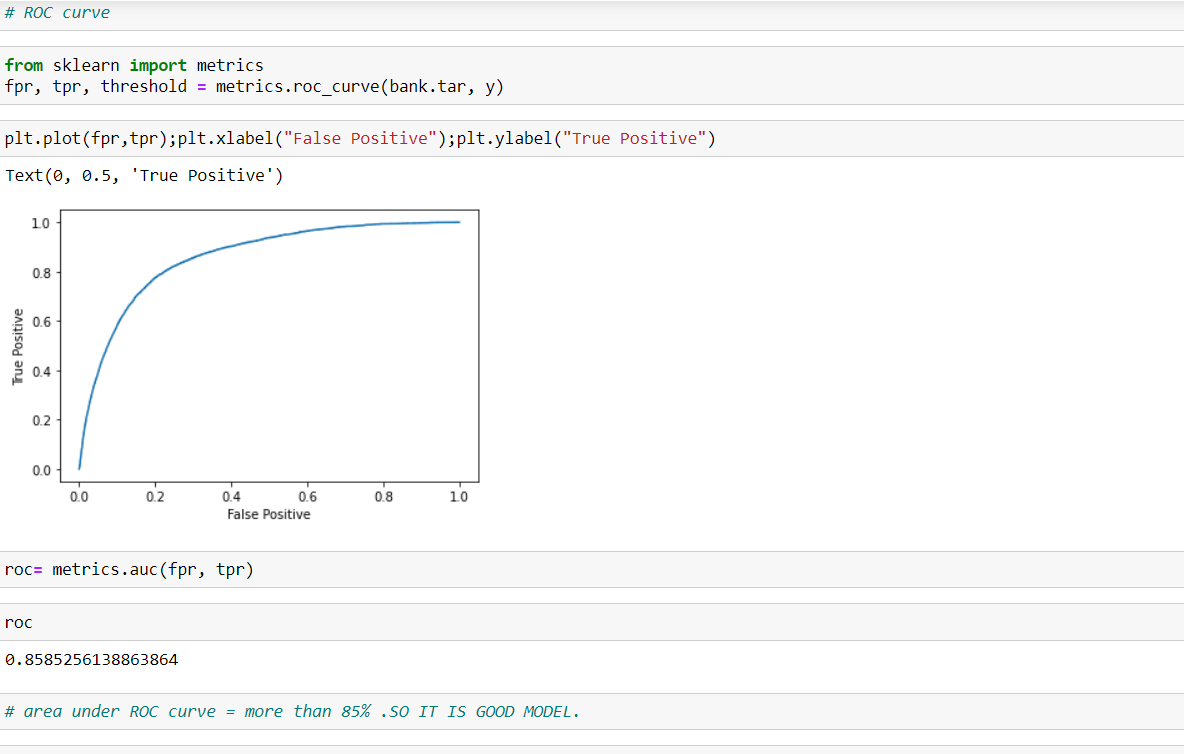 # ROC curve
from sklearn import metrics
fpr, tpr, threshold = metrics.roc_curve(bank.tar, y)
plt.plot(fpr,tpr);plt.xlabel("False Positive");plt.ylabel("True Positive")
Text(0, 0.5, 'True Positive')
1.0
0.8
0.6
0.4
0.2
0.0
True Positive
0.0 0.2 0.4 0.6 0.8 1.0
False Positive
roc= metrics.auc(fpr, tpr)
roc
0.8585256138863864
# area under ROC curve = more than 85% .SO IT IS GOOD MODEL.